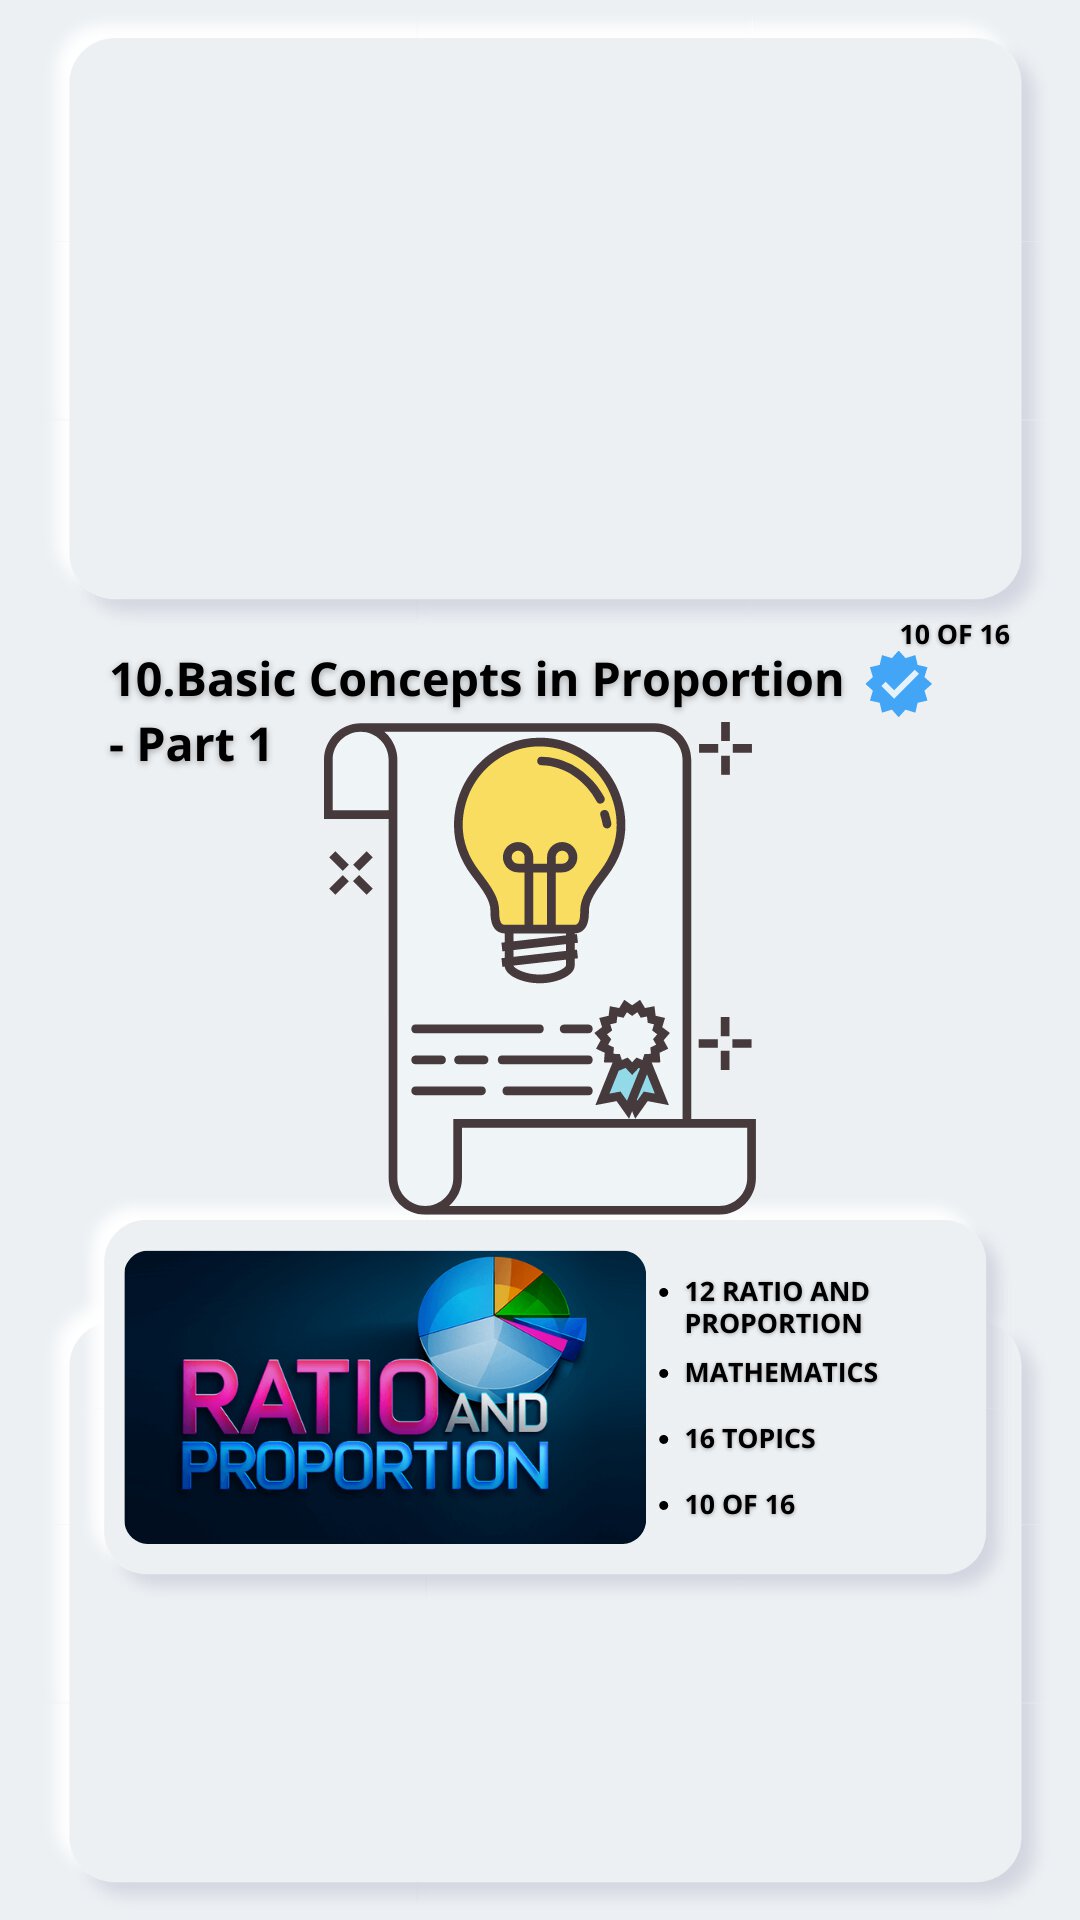 10 OF 16
10.Basic Concepts in Proportion
- Part 1
RATIO AND
PROPORTION
• 12 RATIO AND
PROPORTION
• MATHEMATICS
• 16 TOPICS
• 10 OF 16